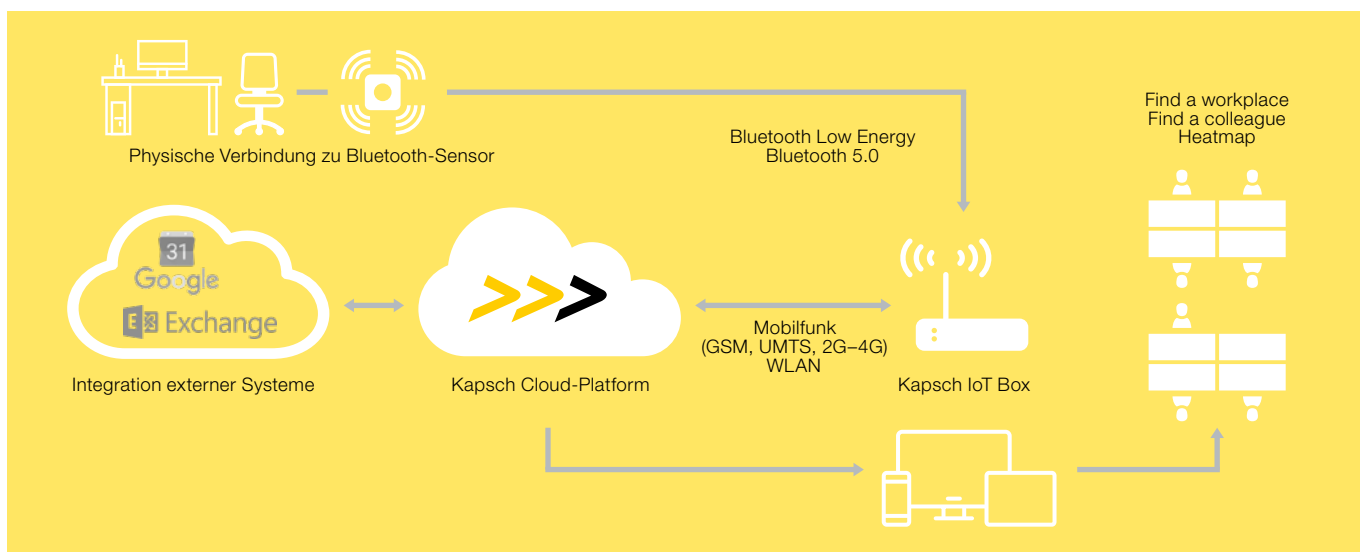 Physische Verbindung zu Bluetooth-Sensor
Bluetooth Low Energy
Bluetooth 5.0
Find a workplace
Find a colleague
Heatmap
31
Google
Exchange
Integration externer Systeme
Kapsch Cloud-Platform
Mobilfunk
(GSM, UMTS, 2G–4G)
WLAN
Kapsch IoT Box